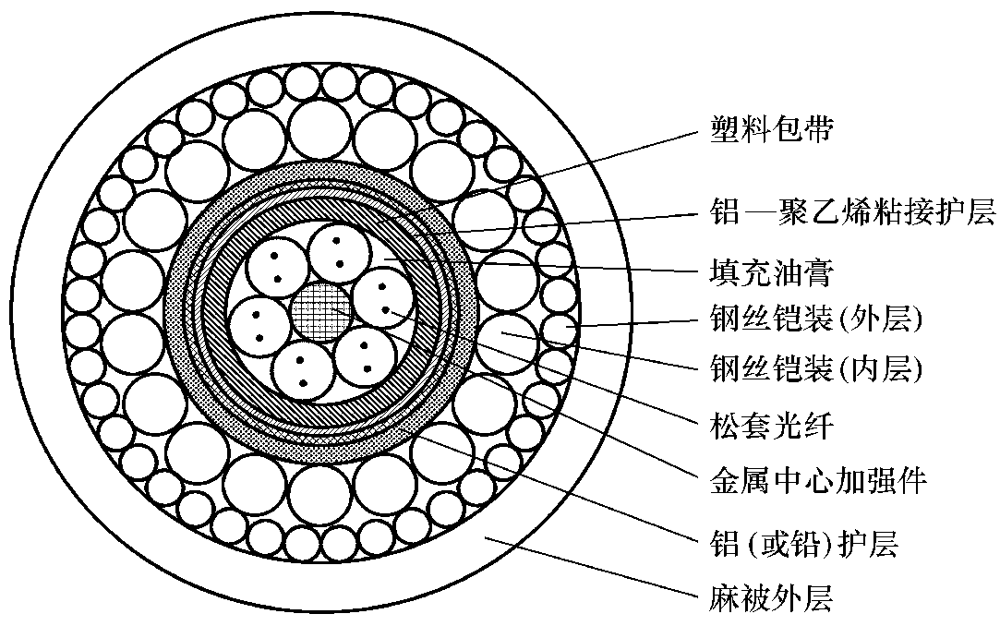 塑料包带
铝—聚乙烯粘接护层
填充油膏
钢丝铠装(外层)
钢丝铠装(内层)
松套光纤
金属中心加强件
铝(或铅)护层
麻被外层